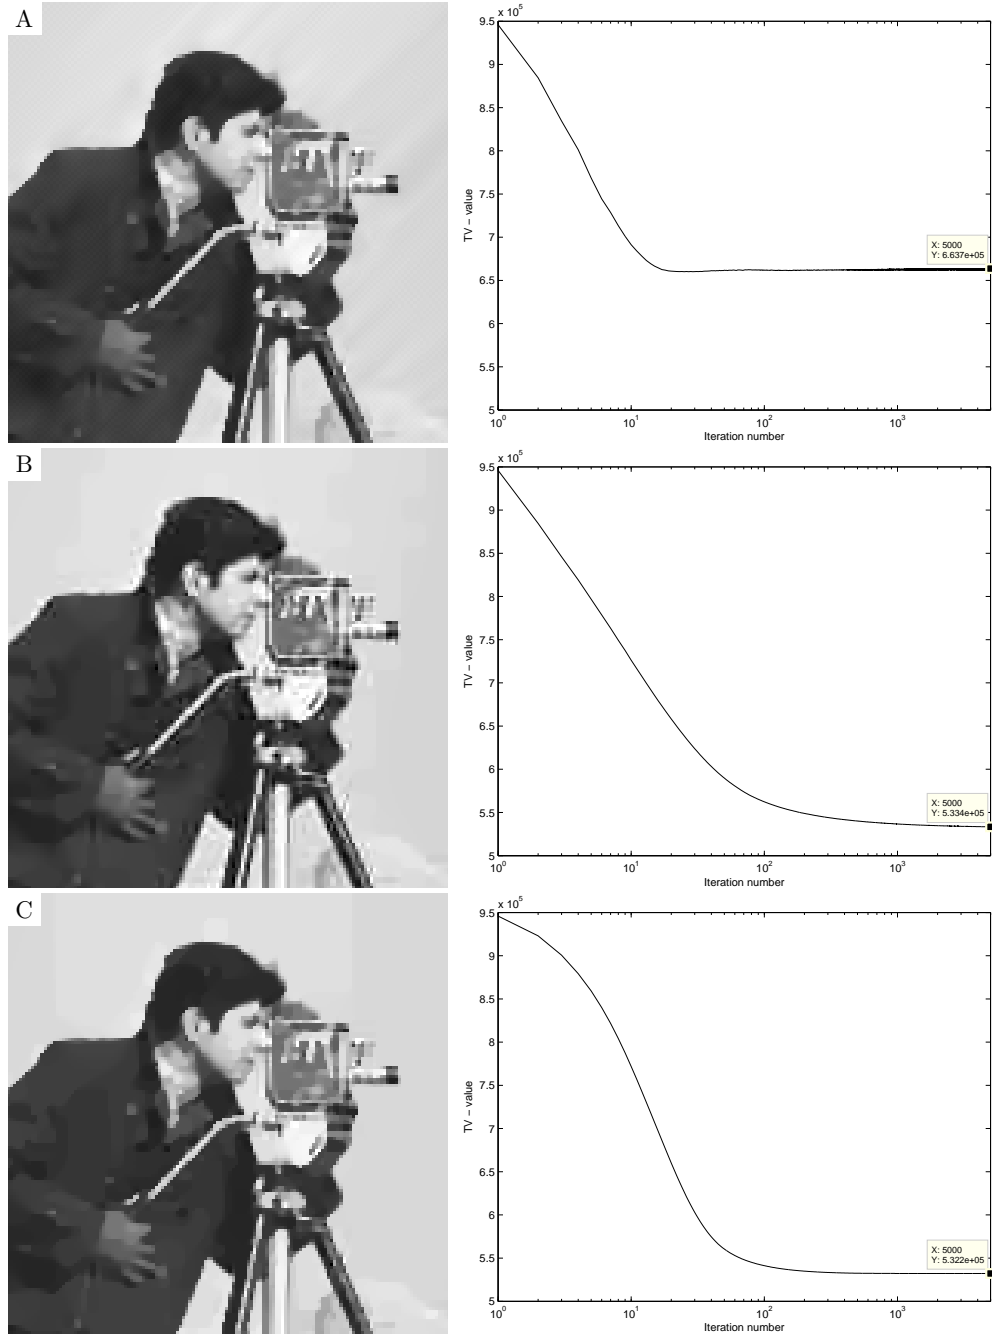 A
x 10^5
9.5
9
8.5
8
7.5
7
6.5
6
5.5
5
TV − value
X: 5000
Y: 6.637e+05
10^0 10^1 10^2 10^3
Iteration number
B
x 10^5
9.5
9
8.5
8
7.5
7
6.5
6
5.5
5
TV − value
X: 5000
Y: 5.334e+05
10^0 10^1 10^2 10^3
Iteration number
C
x 10^5
9.5
9
8.5
8
7.5
7
6.5
6
5.5
5
TV − value
X: 5000
Y: 5.322e+05
10^0 10^1 10^2 10^3
Iteration number